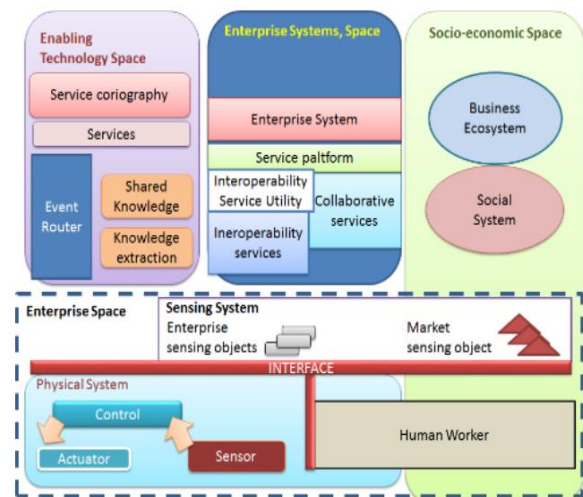 Enabling
Technology Space
Service coriography
Services
Event
Router
Shared
Knowledge
Knowledge
extraction
Enterprise Systems, Space
Enterprise System
Service paltform
Interoperability
Service Utility
Collaborative
services
Ineroperability
services
Socio-economic Space
Business
Ecosystem
Social
System
Enterprise Space
Sensing System
Enterprise
sensing objects
Market
sensing object
INTERFACE
Physical System
Control
Actuator
Sensor
Human Worker